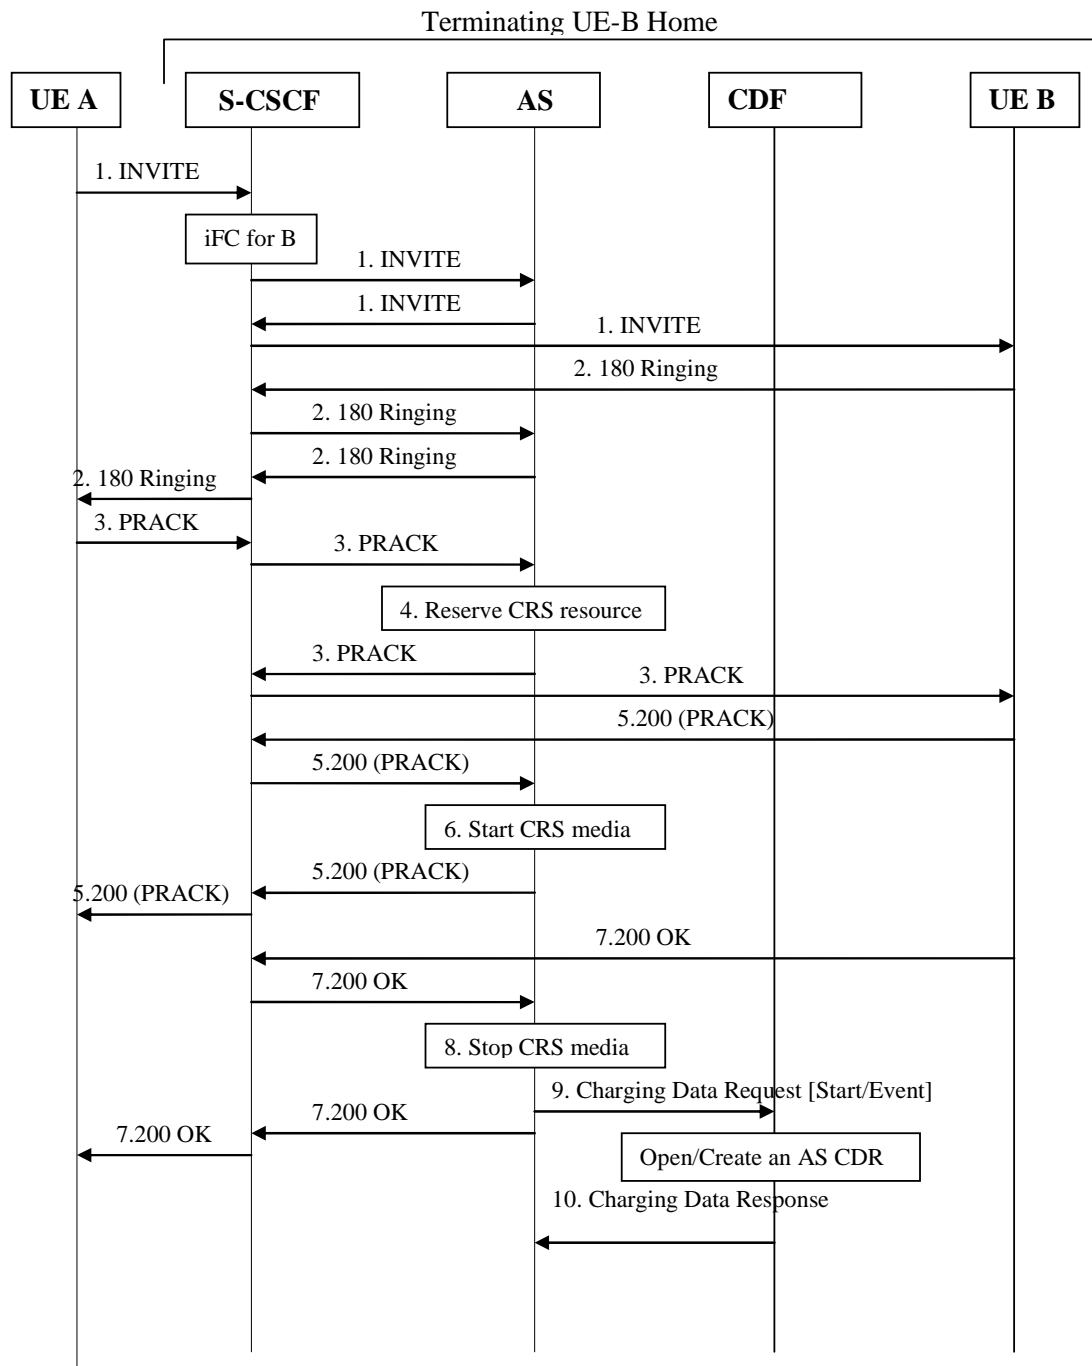 Terminating UE-B Home
UE A
S-CSCF
AS
CDF
UE B
1. INVITE
iFC for B
1. INVITE
1. INVITE
1. INVITE
2. 180 Ringing
2. 180 Ringing
2. 180 Ringing
2. 180 Ringing
3. PRACK
3. PRACK
4. Reserve CRS resource
3. PRACK
3. PRACK
5.200 (PRACK)
5.200 (PRACK)
6. Start CRS media
5.200 (PRACK)
5.200 (PRACK)
7.200 OK
7.200 OK
8. Stop CRS media
9. Charging Data Request [Start/Event]
7.200 OK
7.200 OK
Open/Create an AS CDR
10. Charging Data Response